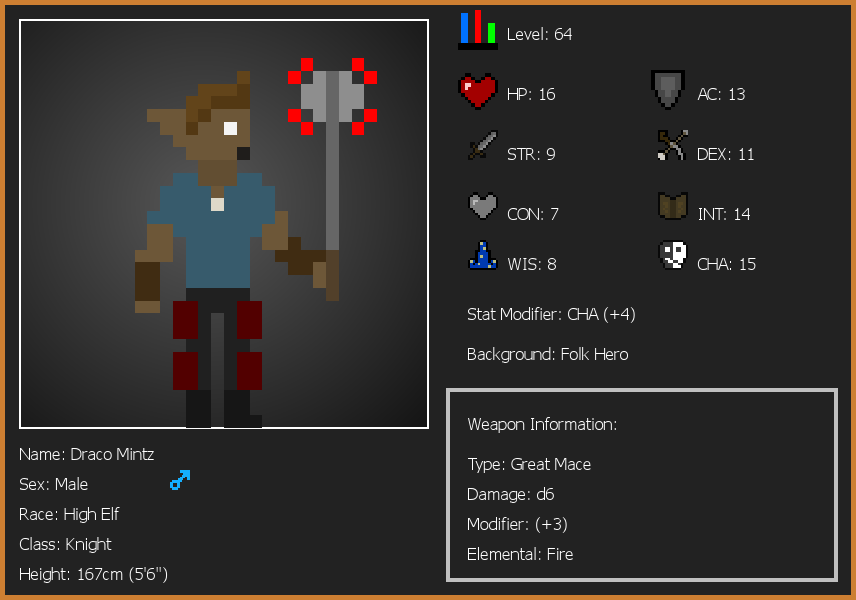 Level: 64
HP: 16
AC: 13
STR: 9
DEX: 11
CON: 7
INT: 14
WIS: 8
CHA: 15
Stat Modifier: CHA (+4)
Background: Folk Hero
Weapon Information:
Type: Great Mace
Damage: d6
Modifier: (+3)
Elemental: Fire
Name: Draco Mintz
Sex: Male
Race: High Elf
Class: Knight
Height: 167cm (5'6")